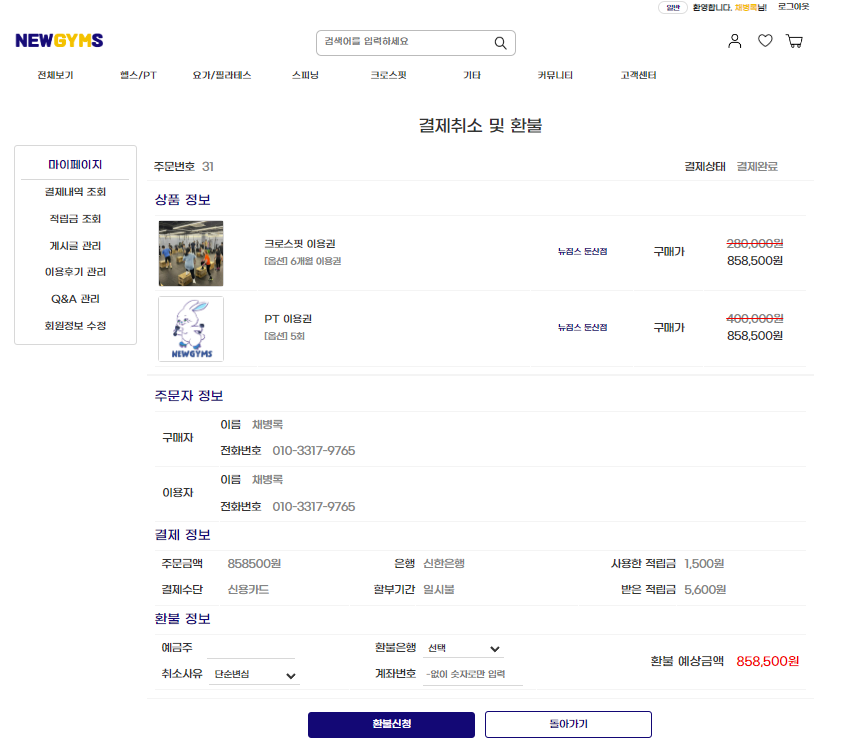 일반 환영합니다. 채병록님! 로그아웃
NEWGYMS
검색어를 입력하세요
전체보기 헬스/PT 요가/필라테스 스피닝 크로스핏 기타 커뮤니티 고객센터
결제취소 및 환불
마이페이지
결제내역 조회
적립금 조회
게시글 관리
이용후기 관리
Q&A 관리
회원정보 수정
주문번호 31 결제상태 결제완료
상품 정보
크로스핏 이용권
[옵션] 6개월 이용권
뉴짐스 둔산점 구매가
280,000원
858,500원
NEWGYMS
PT 이용권
[옵션] 5회
뉴짐스 둔산점 구매가
400,000원
858,500원
주문자 정보
구매자
이름 채병록
전화번호 010-3317-9765
이용자
이름 채병록
전화번호 010-3317-9765
결제 정보
주문금액 858500원 은행 신한은행 사용한 적립금 1,500원
결제수단 신용카드 할부기간 일시불 받은 적립금 5,600원
환불 정보
예금주 환불은행 선택
취소사유 단순변심 계좌번호 -없이 숫자로만 입력
환불 예상금액 858,500원
환불신청 돌아가기